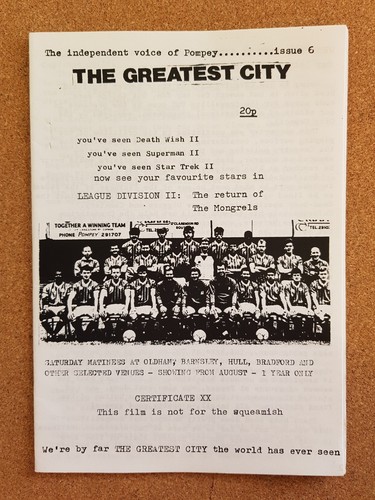 The independent voice of Pompey..........issue 6
THE GREATEST CITY
20p
you've seen Death Wish II
you've seen Superman II
you've seen Star Trek II
now see your favourite stars in
LEAGUE DIVISION II: The return of
The Mongrels
TOGETHER A WINNING TEAM
PHONE POMPEY 291707
SATURDAY MATINEES AT OLDHAM, BARNSLEY, HULL, BRADFORD AND
OTHER SELECTED VENUES - SHOWING FROM AUGUST - 1 YEAR ONLY
CERTIFICATE XX
This film is not for the wqueamish
We're by far THE GREATEST CITY the world has ever seen